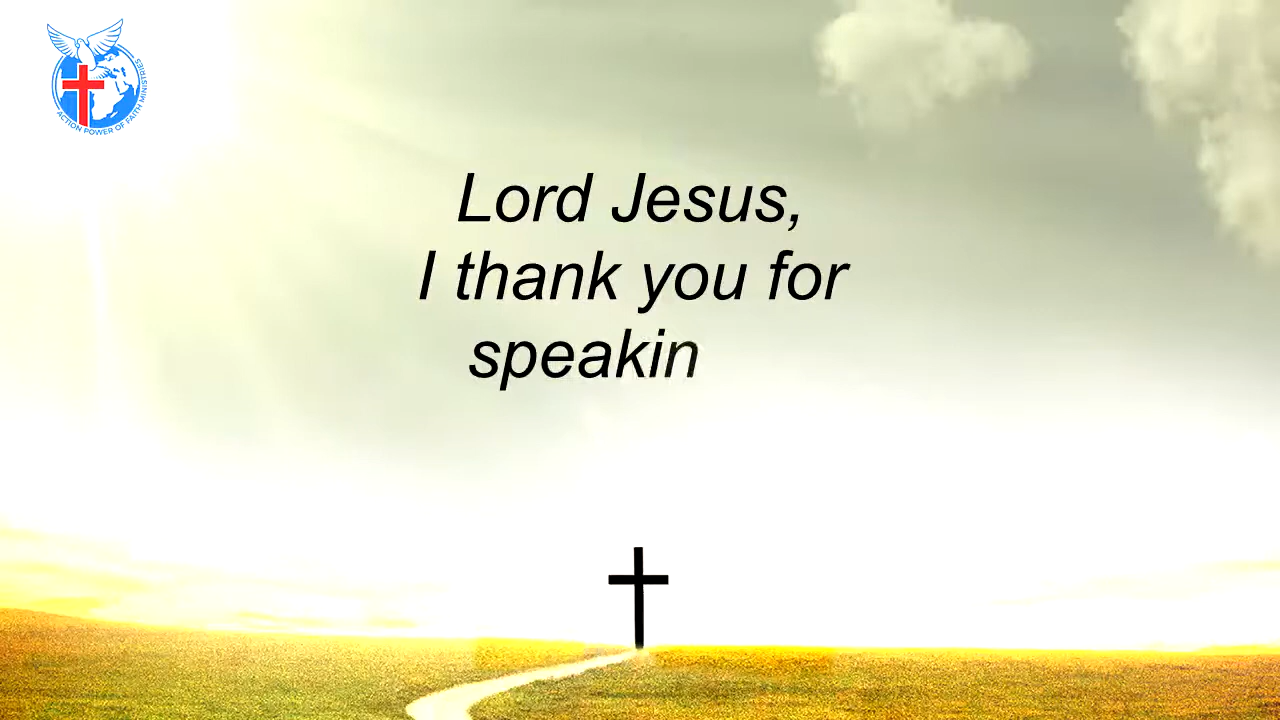 ACTION POWER OF FAITH MINISTRIES
Lord Jesus,
I thank you for
speakin